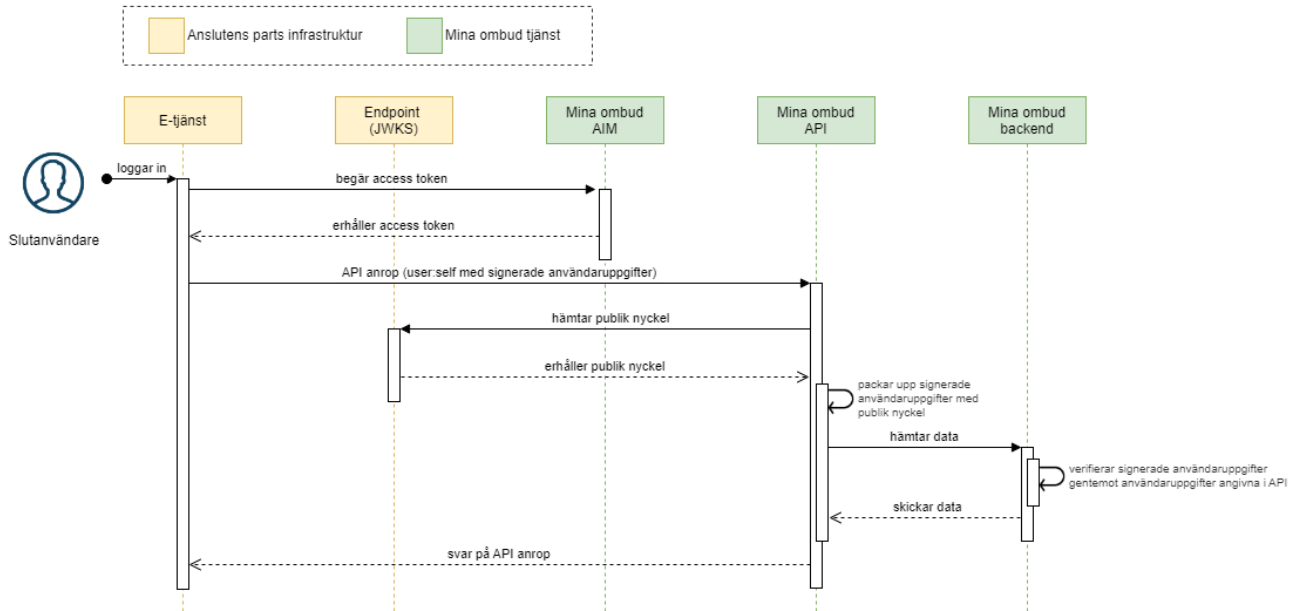 Anslutens parts infrastruktur
Mina ombud tjänst
E-tjänst
Endpoint
(JWKS)
Mina ombud
AIM
Mina ombud
API
Mina ombud
backend
loggar in
Slutanvändare
begär access token
erhåller access token
API anrop (user:self med signerade användaruppgifter)
hämtar publik nyckel
erhåller publik nyckel
packar upp signerade
användaruppgifter med
publik nyckel
hämtar data
verifierar signerade användaruppgifter
gentemot användaruppgifter angivna i API
skickar data
svar på API anrop